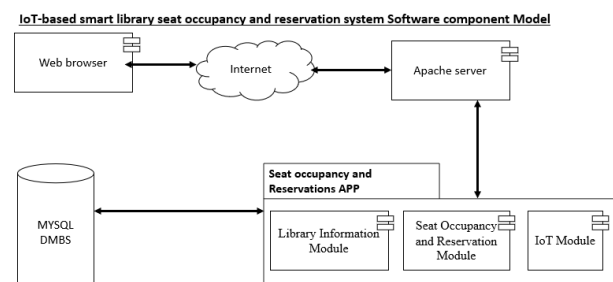 IoT-based smart library seat occupancy and reservation system Software component Model
Web browser
Internet
Apache server
Seat occupancy and
Reservations APP
MYSQL
DMBS
Library Information
Module
Seat Occupancy
and Reservation
Module
IoT Module